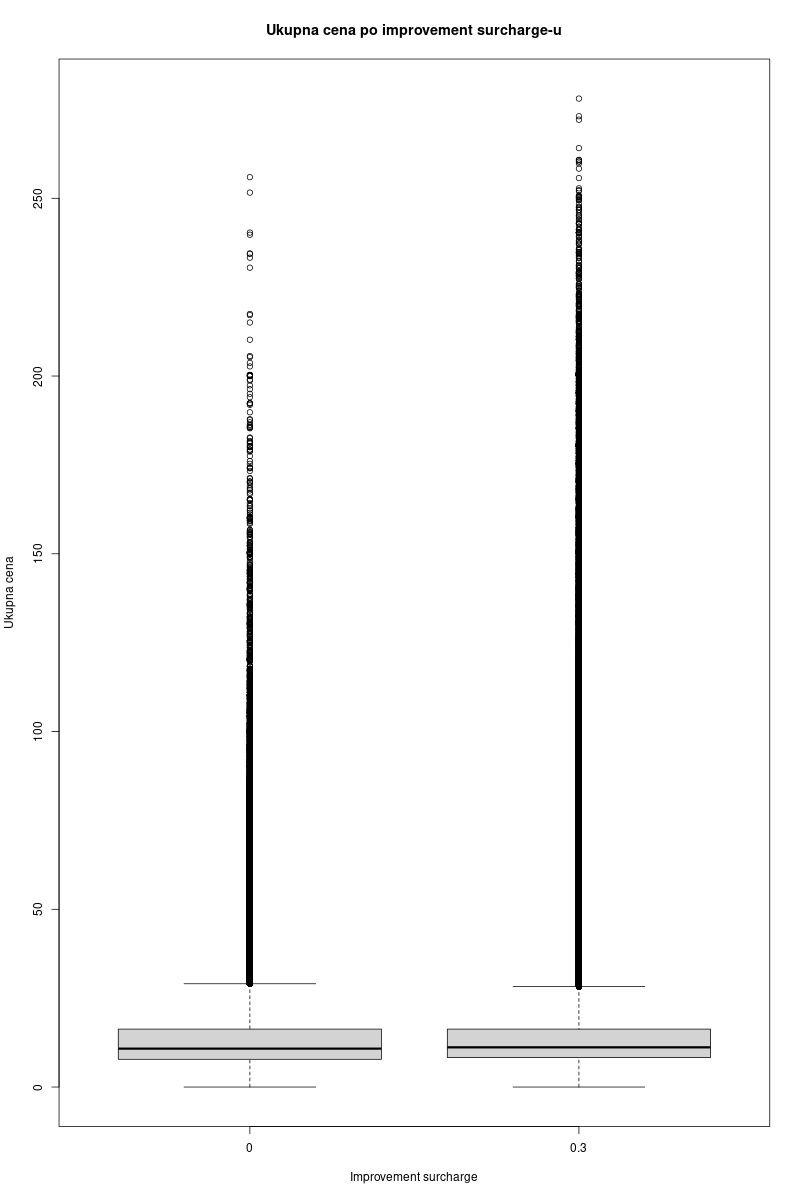 Ukupna cena po improvement surcharge-u
Ukupna cena
250
200
150
100
50
0
0
0.3
Improvement surcharge